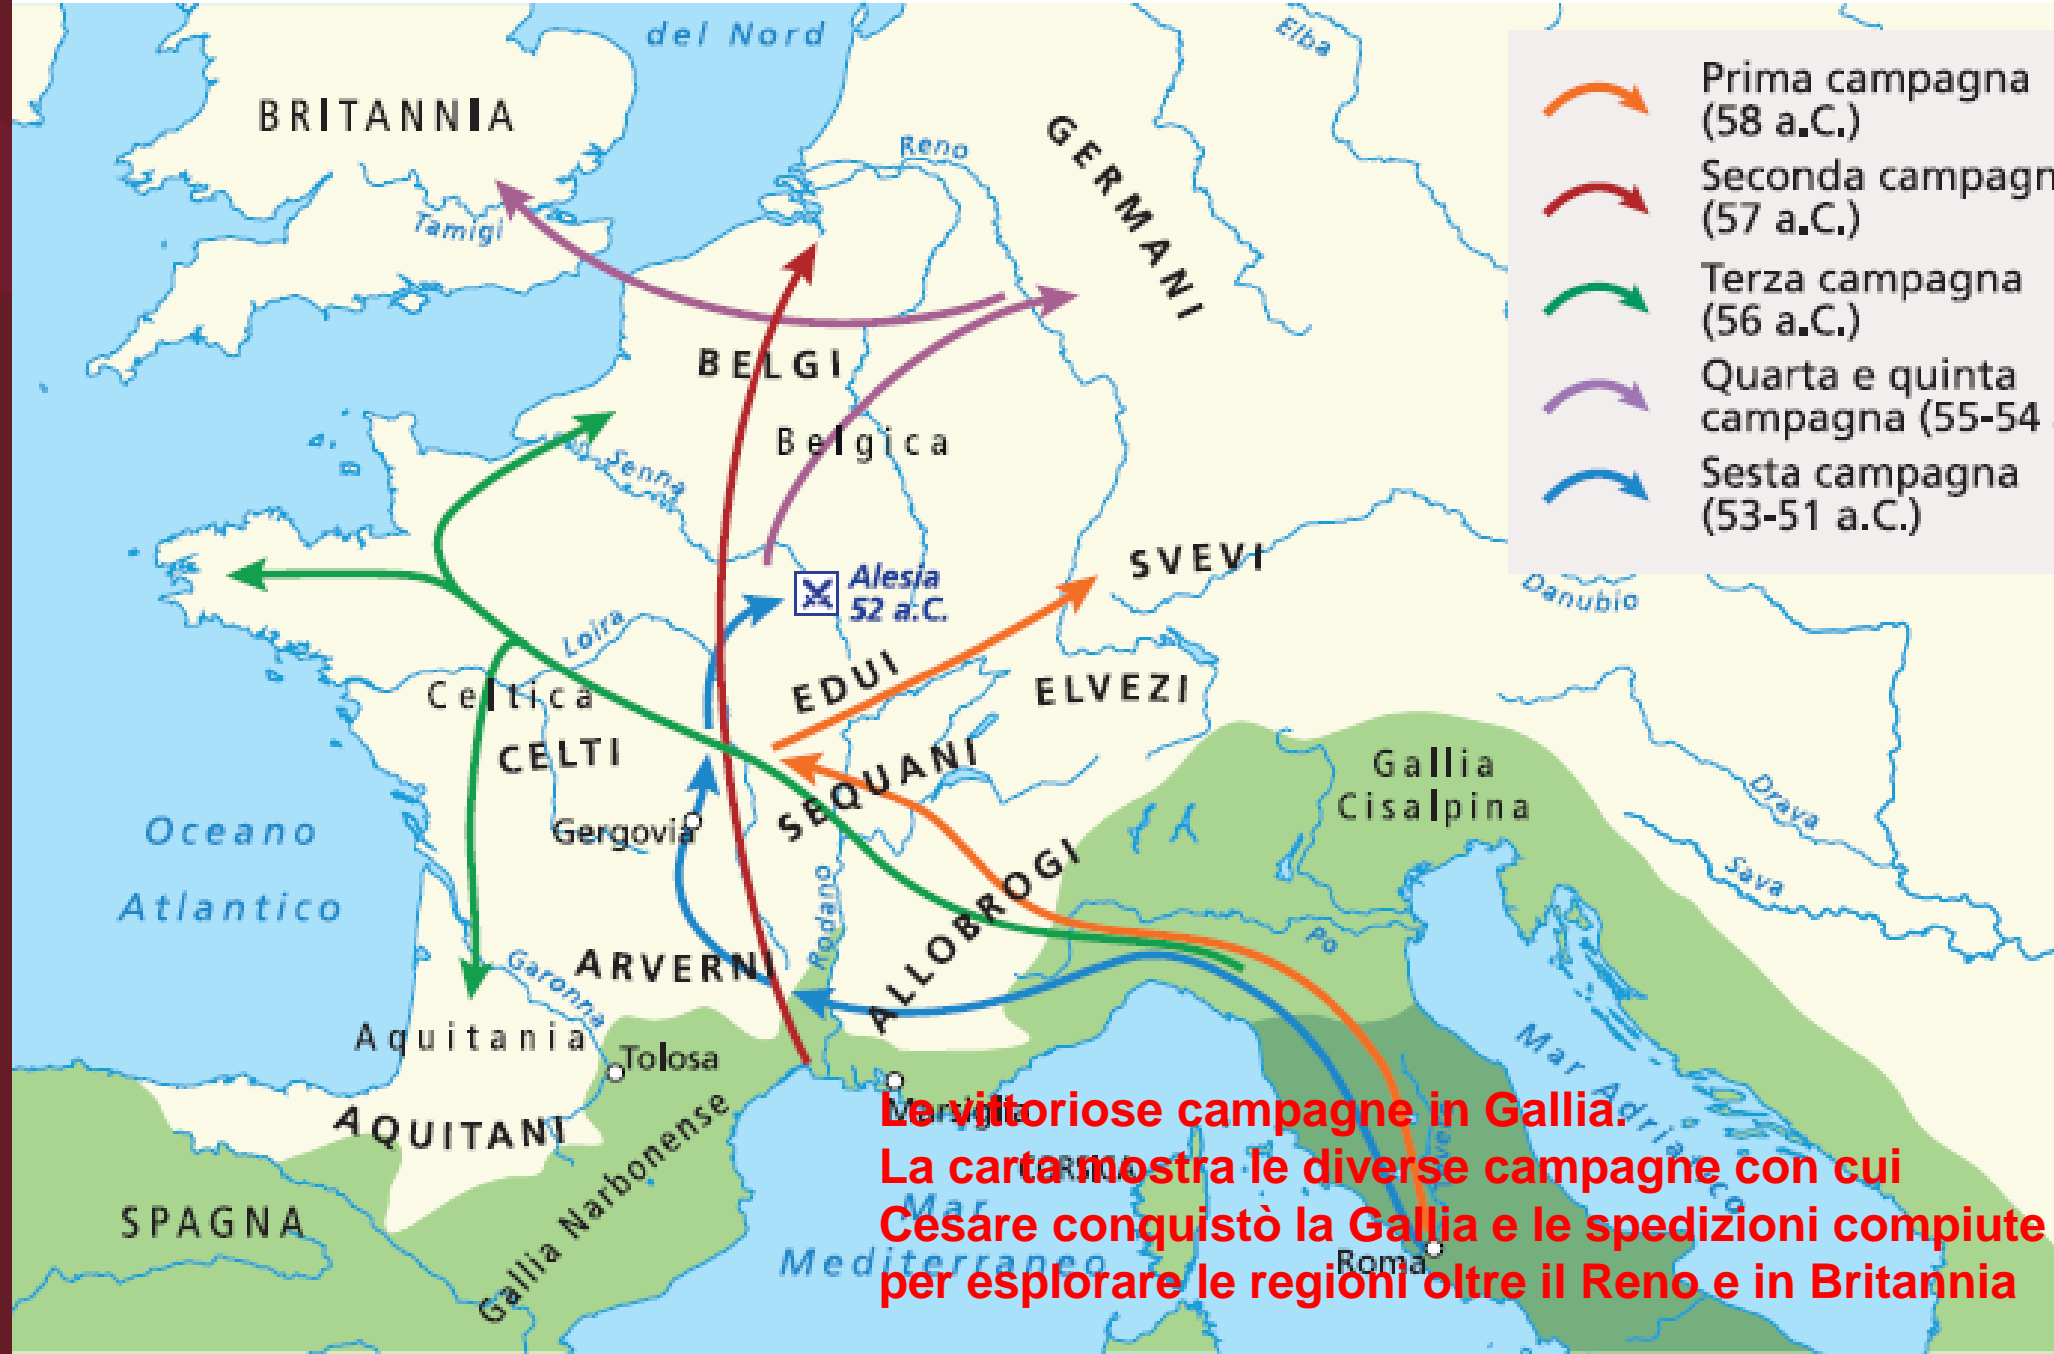 del Nord
Elba
BRITANNIA
Reno
GERMANI
Tamigi
Prima campagna
(58 a.C.)
Seconda campagn
(57 a.C.)
Terza campagna
(56 a.C.)
Quarta e quinta
campagna (55-54
Sesta campagna
(53-51 a.C.)
BELGI
Belgica
Senna
Alesia
52 a.C.
SVEVI
Danubio
Loira
Celtica
EDUI
ELVEZI
CELTI
SEQUANI
Gallia
Cisalpina
Drava
Gergovia
Oceano
Atlantico
Sava
Rodano
ALLOBROGI
Po
ARVERNI
Garonna
Aquitania
Tolosa
Mar Adriatico
Marsiglia
AQUITANI
Gallia Narbonense
CORSICA
SPAGNA
Mar
Mediterraneo
Roma
Le vittoriose campagne in Gallia.
La carta mostra le diverse campagne con cui
Cesare conquistò la Gallia e le spedizioni compiute
per esplorare le regioni oltre il Reno e in Britannia